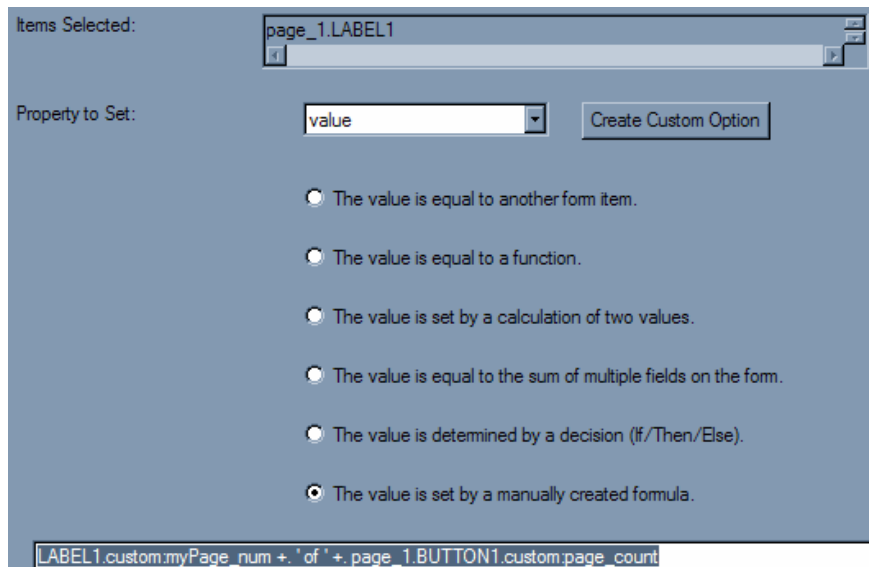 Items Selected:
page_1.LABEL1
Property to Set:
value
Create Custom Option
The value is equal to another form item.
The value is equal to a function.
The value is set by a calculation of two values.
The value is equal to the sum of multiple fields on the form.
The value is determined by a decision (If/Then/Else).
The value is set by a manually created formula.
LABEL1.custom:myPage_num +. ' of ' +. page_1.BUTTON1.custom:page_count